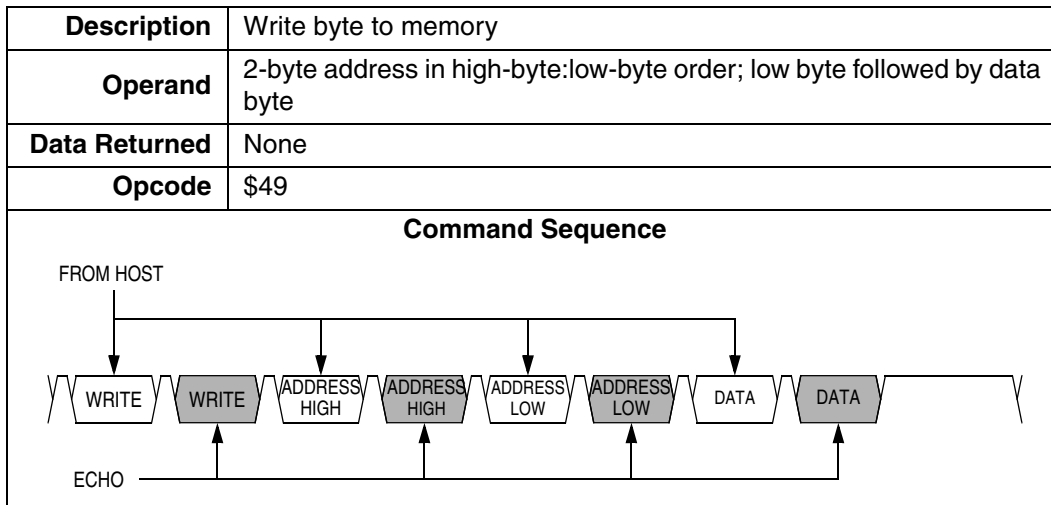 Description Write byte to memory
Operand 2-byte address in high-byte:low-byte order; low byte followed by data
byte
Data Returned None
Opcode $49
Command Sequence
FROM HOST
WRITE WRITE ADDRESS HIGH ADDRESS HIGH ADDRESS LOW ADDRESS LOW DATA DATA
ECHO